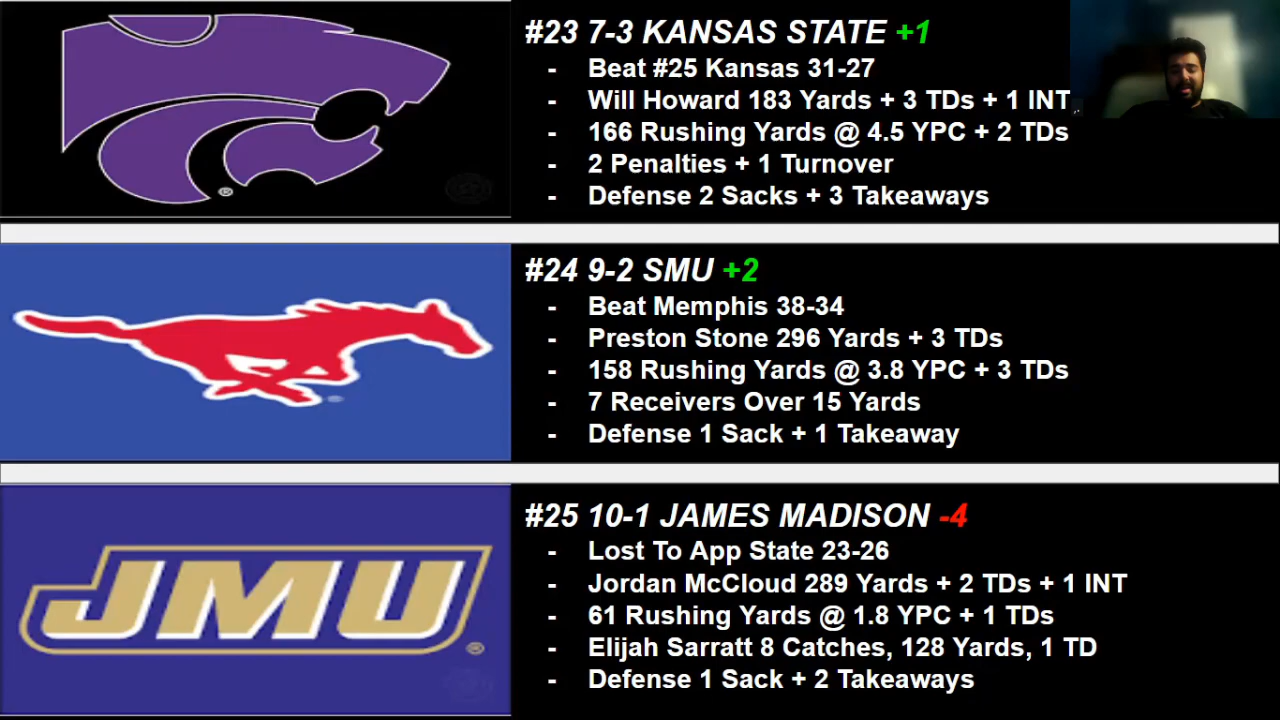 #23 7-3 KANSAS STATE +1
- Beat #25 Kansas 31-27
- Will Howard 183 Yards + 3 TDs + 1 INT
- 166 Rushing Yards @ 4.5 YPC + 2 TDs
- 2 Penalties + 1 Turnover
- Defense 2 Sacks + 3 Takeaways
®
#24 9-2 SMU +2
- Beat Memphis 38-34
- Preston Stone 296 Yards + 3 TDs
- 158 Rushing Yards @ 3.8 YPC + 3 TDs
- 7 Receivers Over 15 Yards
- Defense 1 Sack + 1 Takeaway
#25 10-1 JAMES MADISON -4
- Lost To App State 23-26
- Jordan McCloud 289 Yards + 2 TDs + 1 INT
- 61 Rushing Yards @ 1.8 YPC + 1 TDs
- Elijah Sarratt 8 Catches, 128 Yards, 1 TD
- Defense 1 Sack + 2 Takeaways
JMU®